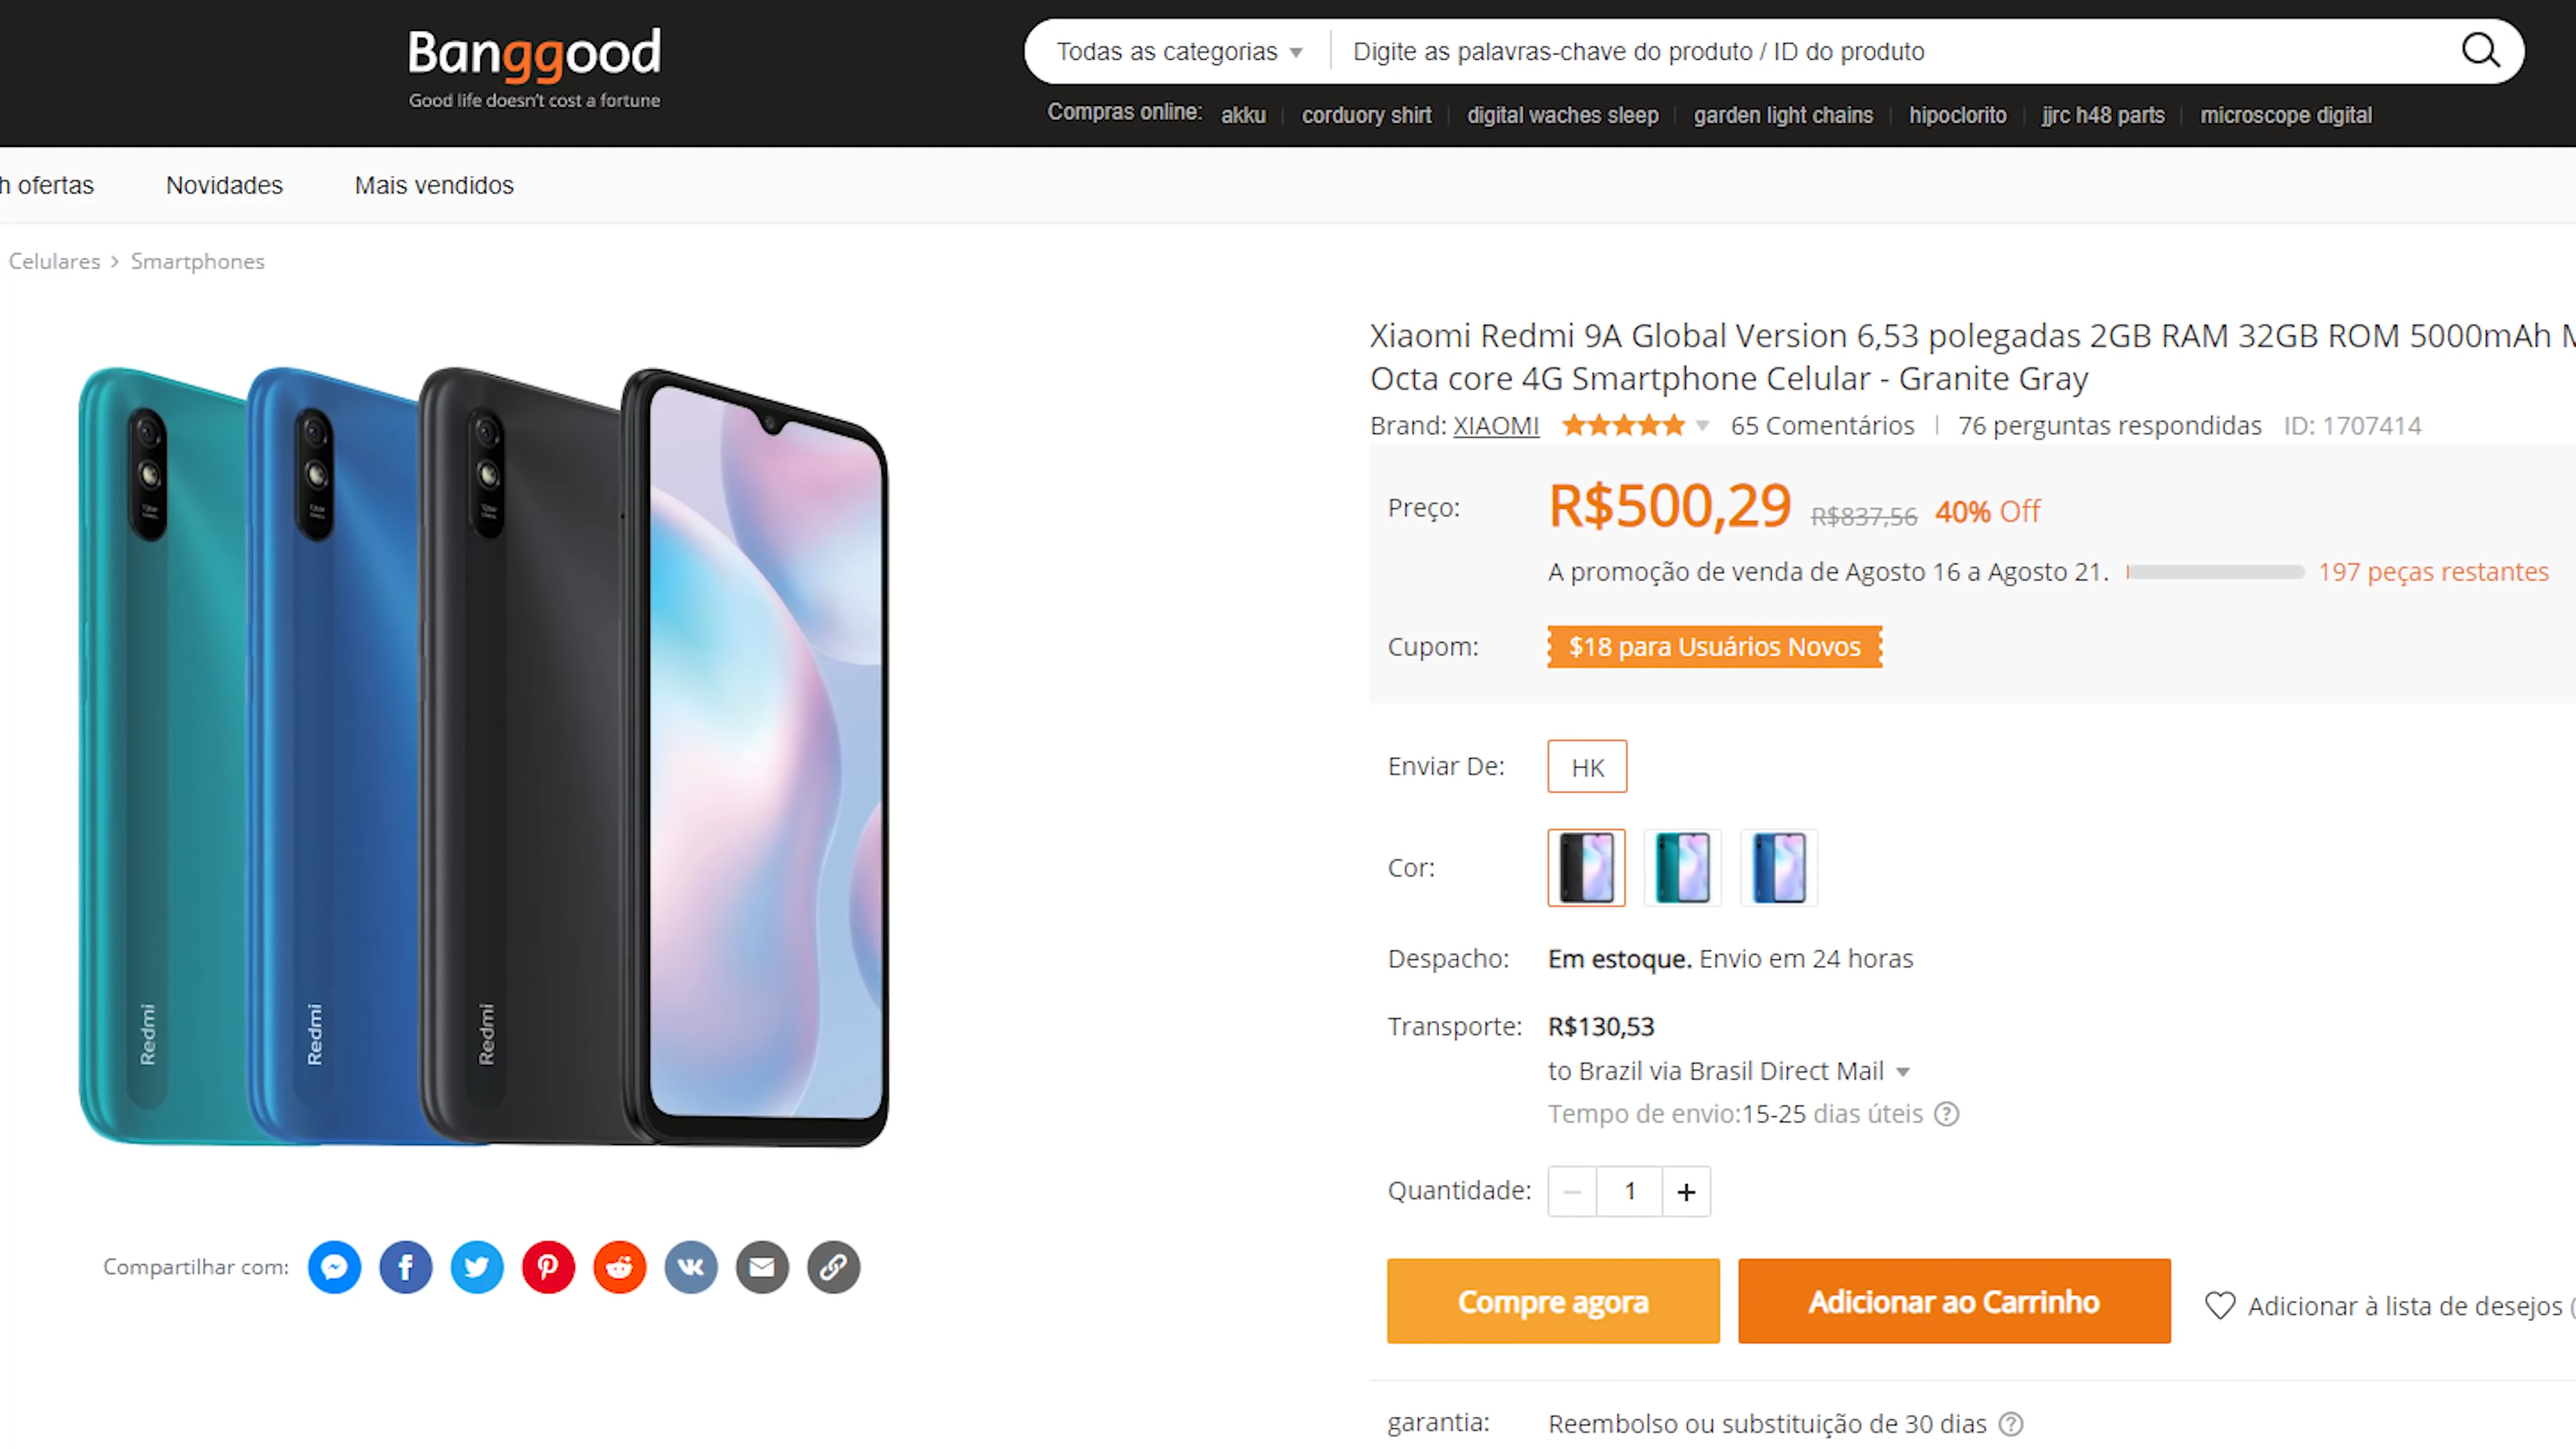 Banggood
Good life doesn't cost a fortune
Todas as categorias
Digite as palavras-chave do produto / ID do produto
Compras online: akku corduory shirt digital waches sleep garden light chains hipoclorito jjrc h48 parts microscope digital
h ofertas Novidades Mais vendidos
Celulares > Smartphones
Xiaomi Redmi 9A Global Version 6,53 polegadas 2GB RAM 32GB ROM 5000mAh M
Octa core 4G Smartphone Celular - Granite Gray
Brand: XIAOMI 65 Comentários 76 perguntas respondidas ID: 1707414
Preço: R$500,29 R$837,56 40% Off
A promoção de venda de Agosto 16 a Agosto 21. 197 peças restantes
Cupom: $18 para Usuários Novos
Enviar De: HK
Cor:
Despacho: Em estoque. Envio em 24 horas
Transporte: R$130,53
to Brazil via Brasil Direct Mail
Tempo de envio:15-25 dias úteis ?
Quantidade: − 1 +
Compre agora
Adicionar ao Carrinho
Adicionar à lista de desejos (
garantia: Reembolso ou substituição de 30 dias ?
Redmi
Redmi
Redmi
Compartilhar com: